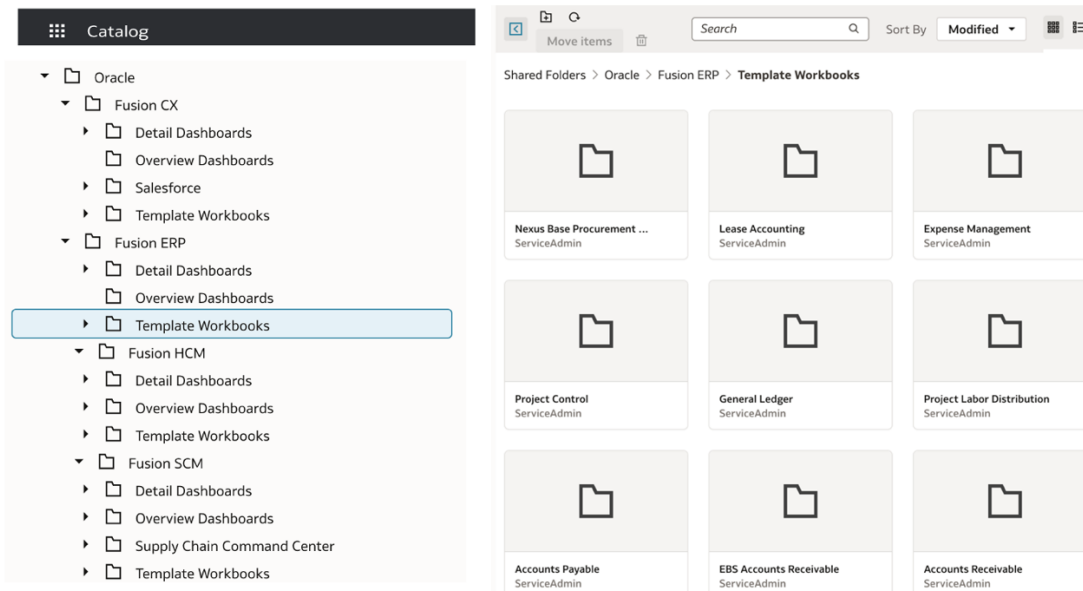 Catalog
Oracle
Fusion CX
Detail Dashboards
Overview Dashboards
Salesforce
Template Workbooks
Fusion ERP
Detail Dashboards
Overview Dashboards
Template Workbooks
Fusion HCM
Detail Dashboards
Overview Dashboards
Template Workbooks
Fusion SCM
Detail Dashboards
Overview Dashboards
Supply Chain Command Center
Template Workbooks
Move items
Search
Sort By Modified
Shared Folders > Oracle > Fusion ERP > Template Workbooks
Nexus Base Procurement ...
ServiceAdmin
Lease Accounting
ServiceAdmin
Expense Management
ServiceAdmin
Project Control
ServiceAdmin
General Ledger
ServiceAdmin
Project Labor Distribution
ServiceAdmin
Accounts Payable
ServiceAdmin
EBS Accounts Receivable
ServiceAdmin
Accounts Receivable
ServiceAdmin